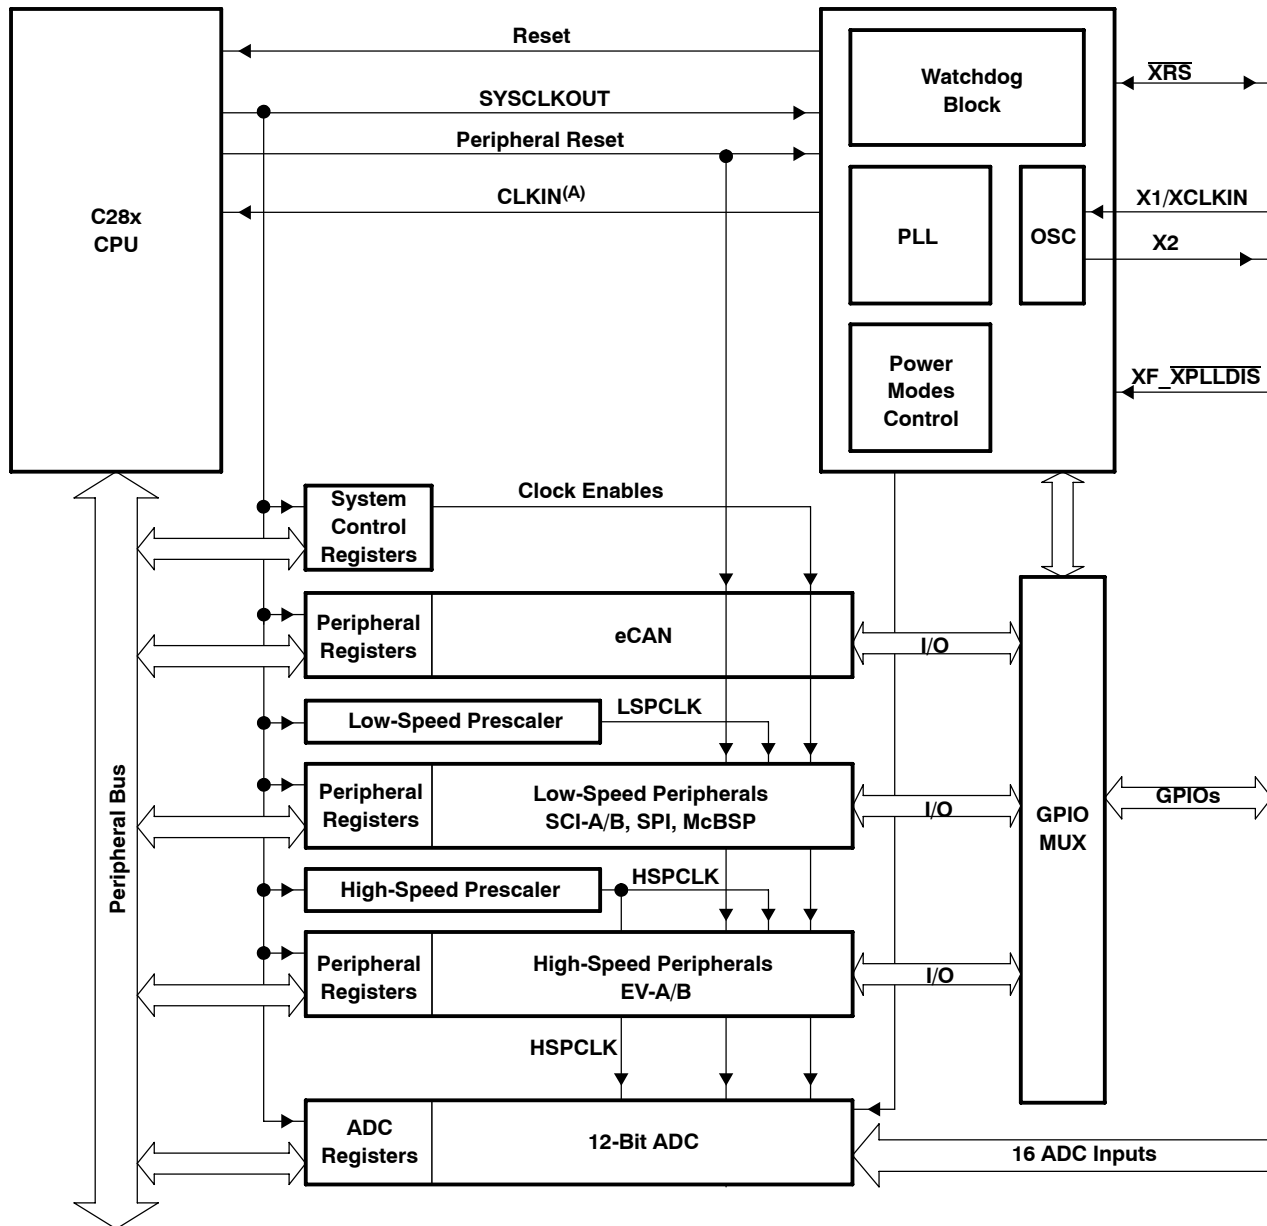 Reset
Watchdog
Block
XRS
SYSCLKOUT
Peripheral Reset
CLKIN(A)
X1/XCLKIN
C28x
CPU
PLL
OSC
X2
Power
Modes
Control
XF_XPLLDIS
System
Control
Registers
Clock Enables
Peripheral
Registers
eCAN
I/O
Low-Speed Prescaler
LSPCLK
Peripheral
Registers
Low-Speed Peripherals
SCI-A/B, SPI, McBSP
I/O
GPIO
MUX
GPIOs
Peripheral Bus
High-Speed Prescaler
HSPCLK
Peripheral
Registers
High-Speed Peripherals
EV-A/B
I/O
HSPCLK
ADC
Registers
12-Bit ADC
16 ADC Inputs